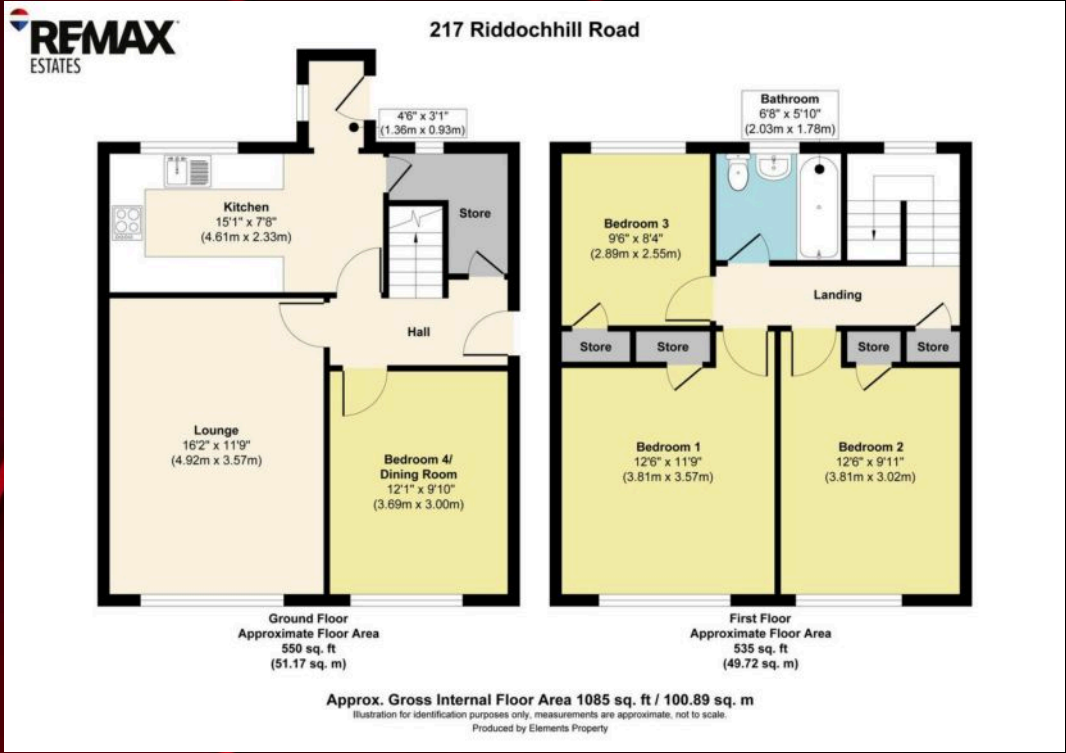 REMAX
ESTATES
217 Riddochhill Road
4'6" x 3'1"
(1.36m x 0.93m)
Kitchen
15'1" x 7'8"
(4.61m x 2.33m)
Store
Hall
Lounge
16'2" x 11'9"
(4.92m x 3.57m)
Bedroom 4/
Dining Room
12'1" x 9'10"
(3.69m x 3.00m)
Ground Floor
Approximate Floor Area
550 sq. ft
(51.17 sq. m)
Bathroom
6'8" x 5'10"
(2.03m x 1.78m)
Bedroom 3
9'6" x 8'4"
(2.89m x 2.55m)
Landing
Store
Store
Store
Store
Bedroom 1
12'6" x 11'9"
(3.81m x 3.57m)
Bedroom 2
12'6" x 9'11"
(3.81m x 3.02m)
First Floor
Approximate Floor Area
535 sq. ft
(49.72 sq. m)
Approx. Gross Internal Floor Area 1085 sq. ft / 100.89 sq. m
Illustration for identification purposes only, measurements are approximate, not to scale.
Produced by Elements Property